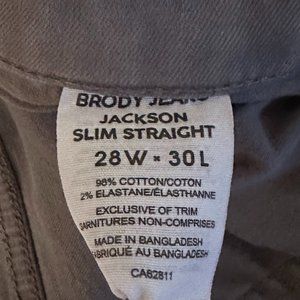 BRODY JEANS
JACKSON
SLIM STRAIGHT
28W - 30L
98% COTTON/COTON
2% ELASTANE/ÉLASTHANNE
EXCLUSIVE OF TRIM
GARNITURES NON-COMPRISES
MADE IN BANGLADESH
FABRIQUÉ AU BANGLADESH
CA62811